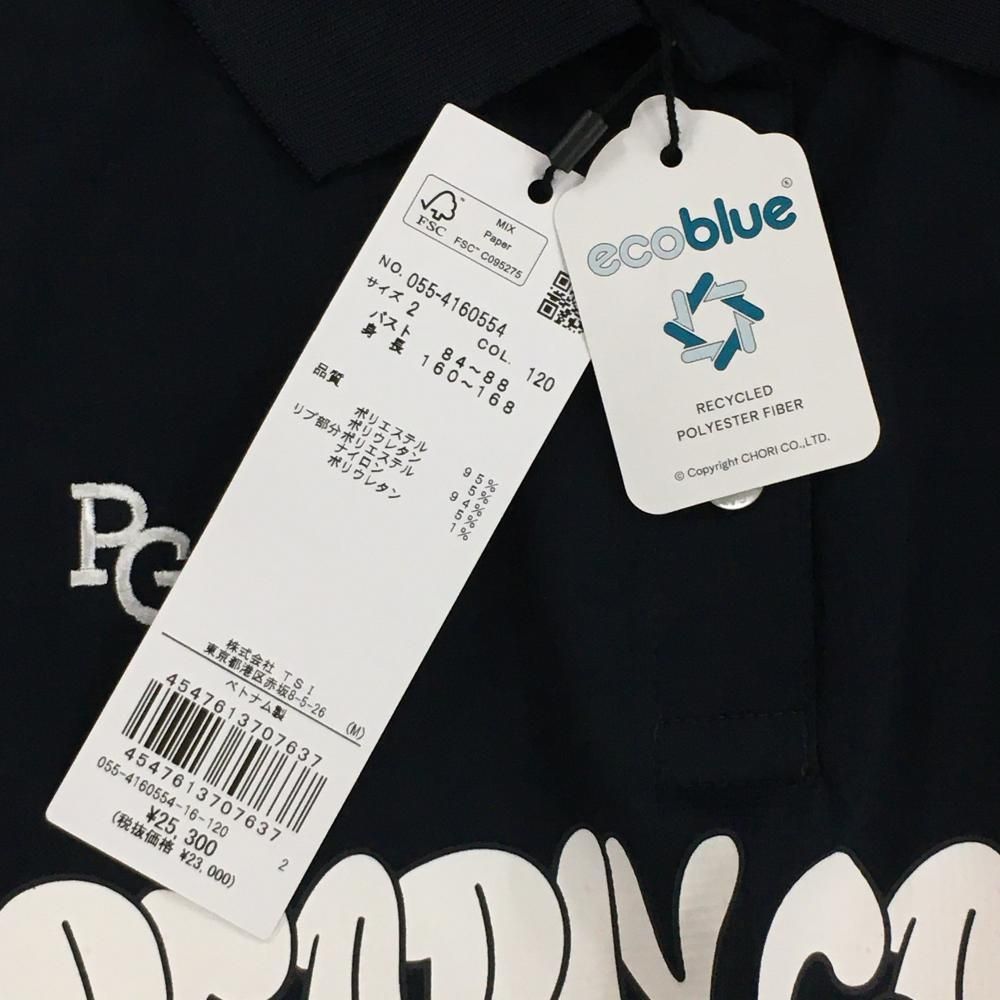 FSC™
MIX
Paper
FSC™ C095275
NO. 055-4160554
サイズ 2
COL. 120
バスト 84~88
身長 160~168
品質
ポリエステル 95%
ポリウレタン 5%
リブ部分ポリエステル 94%
ナイロン 5%
ポリウレタン 1%
株式会社 TSI
東京都港区赤坂8-5-26
ベトナム製 (M)
4547613707637
4547613707637
055-4160554-16-120
¥25,300
(税抜価格 ¥23,000)
2
ecoblue®
RECYCLED
POLYESTER FIBER
© Copyright CHORI CO.,LTD.
PG